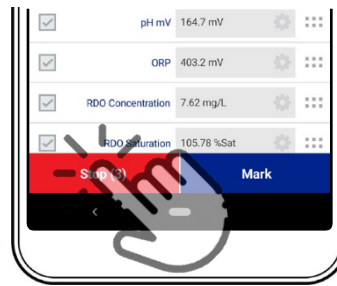 pH mV 164.7 mV
ORP 403.2 mV
RDO Concentration 7.62 mg/L
RDO Saturation 105.78 %Sat
Stop (3) Mark